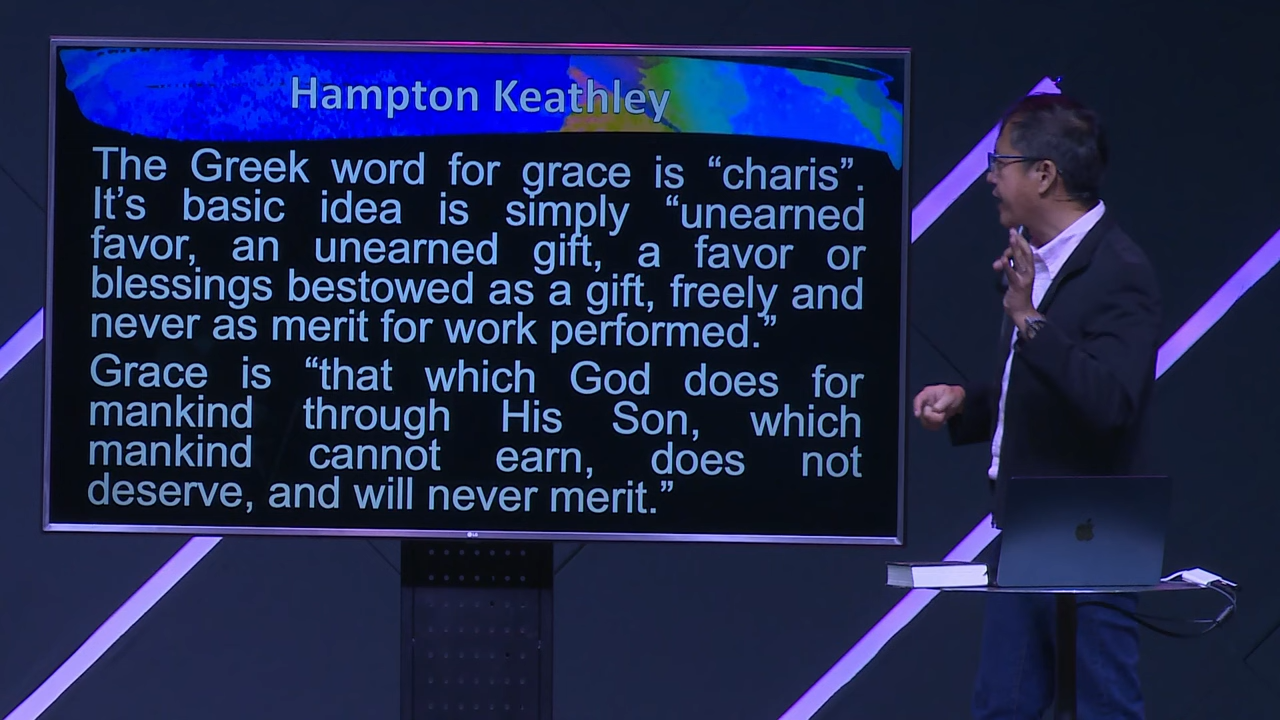 Hampton Keathley
The Greek word for grace is “charis”.
It’s basic idea is simply “unearned
favor, an unearned gift, a favor or
blessings bestowed as a gift, freely and
never as merit for work performed.”
Grace is “that which God does for
mankind through His Son, which
mankind cannot earn, does not
deserve, and will never merit.”
LG